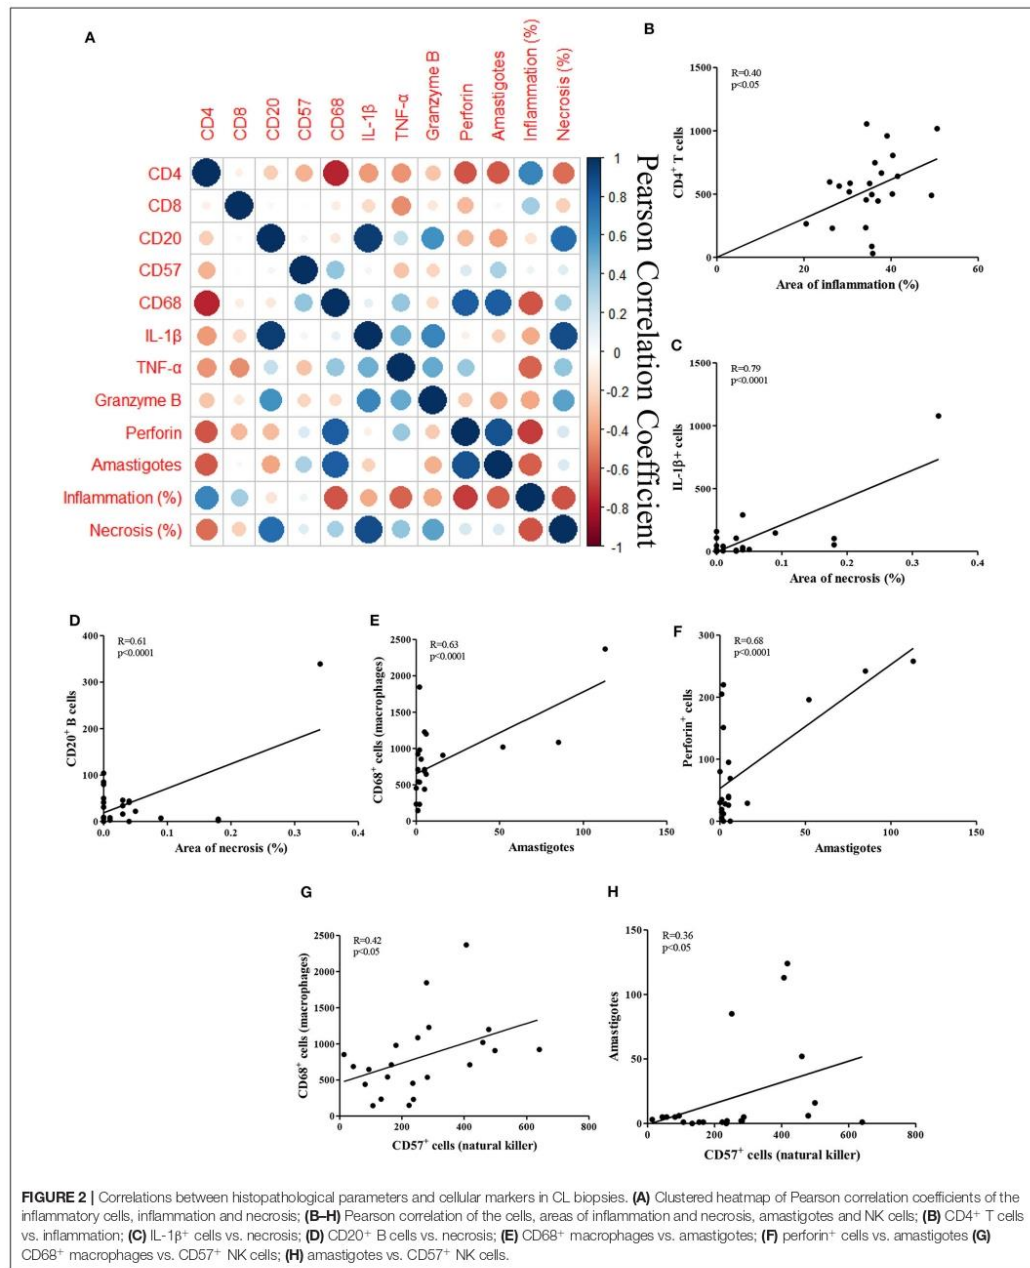 A
CD4
CD8
CD20
CD57
CD68
IL-1β
TNF-α
Granzyme B
Perforin
Amastigotes
Inflammation (%)
Necrosis (%)
CD4
CD8
CD20
CD57
CD68
IL-1β
TNF-α
Granzyme B
Perforin
Amastigotes
Inflammation (%)
Necrosis (%)
1
0.8
0.6
0.4
0.2
0
-0.2
-0.4
-0.6
-0.8
-1
Pearson Correlation Coefficient
B
R=0.40
p<0.05
CD4⁺ T cells
1500
1000
500
0
0 20 40 60
Area of inflammation (%)
C
R=0.79
p<0.0001
IL-1β+ cells
1500
1000
500
0
0.0 0.1 0.2 0.3 0.4
Area of necrosis (%)
D
R=0.61
p<0.0001
CD20⁺ B cells
400
300
200
100
0
0.0 0.1 0.2 0.3 0.4
Area of necrosis (%)
E
R=0.63
p<0.0001
CD68⁺ cells (macrophages)
2500
2000
1500
1000
500
0
0 50 100 150
Amastigotes
F
R=0.68
p<0.0001
Perforin⁺ cells
300
200
100
0
0 50 100 150
Amastigotes
G
R=0.42
p<0.05
CD68⁺ cells (macrophages)
2500
2000
1500
1000
500
0
0 200 400 600 800
CD57⁺ cells (natural killer)
H
R=0.36
p<0.05
Amastigotes
150
100
50
0
0 200 400 600 800
CD57⁺ cells (natural killer)
FIGURE 2 | Correlations between histopathological parameters and cellular markers in CL biopsies. (A) Clustered heatmap of Pearson correlation coefficients of the
inflammatory cells, inflammation and necrosis; (B–H) Pearson correlation of the cells, areas of inflammation and necrosis, amastigotes and NK cells; (B) CD4⁺ T cells
vs. inflammation; (C) IL-1β⁺ cells vs. necrosis; (D) CD20⁺ B cells vs. necrosis; (E) CD68⁺ macrophages vs. amastigotes; (F) perforin⁺ cells vs. amastigotes (G)
CD68⁺ macrophages vs. CD57⁺ NK cells; (H) amastigotes vs. CD57⁺ NK cells.